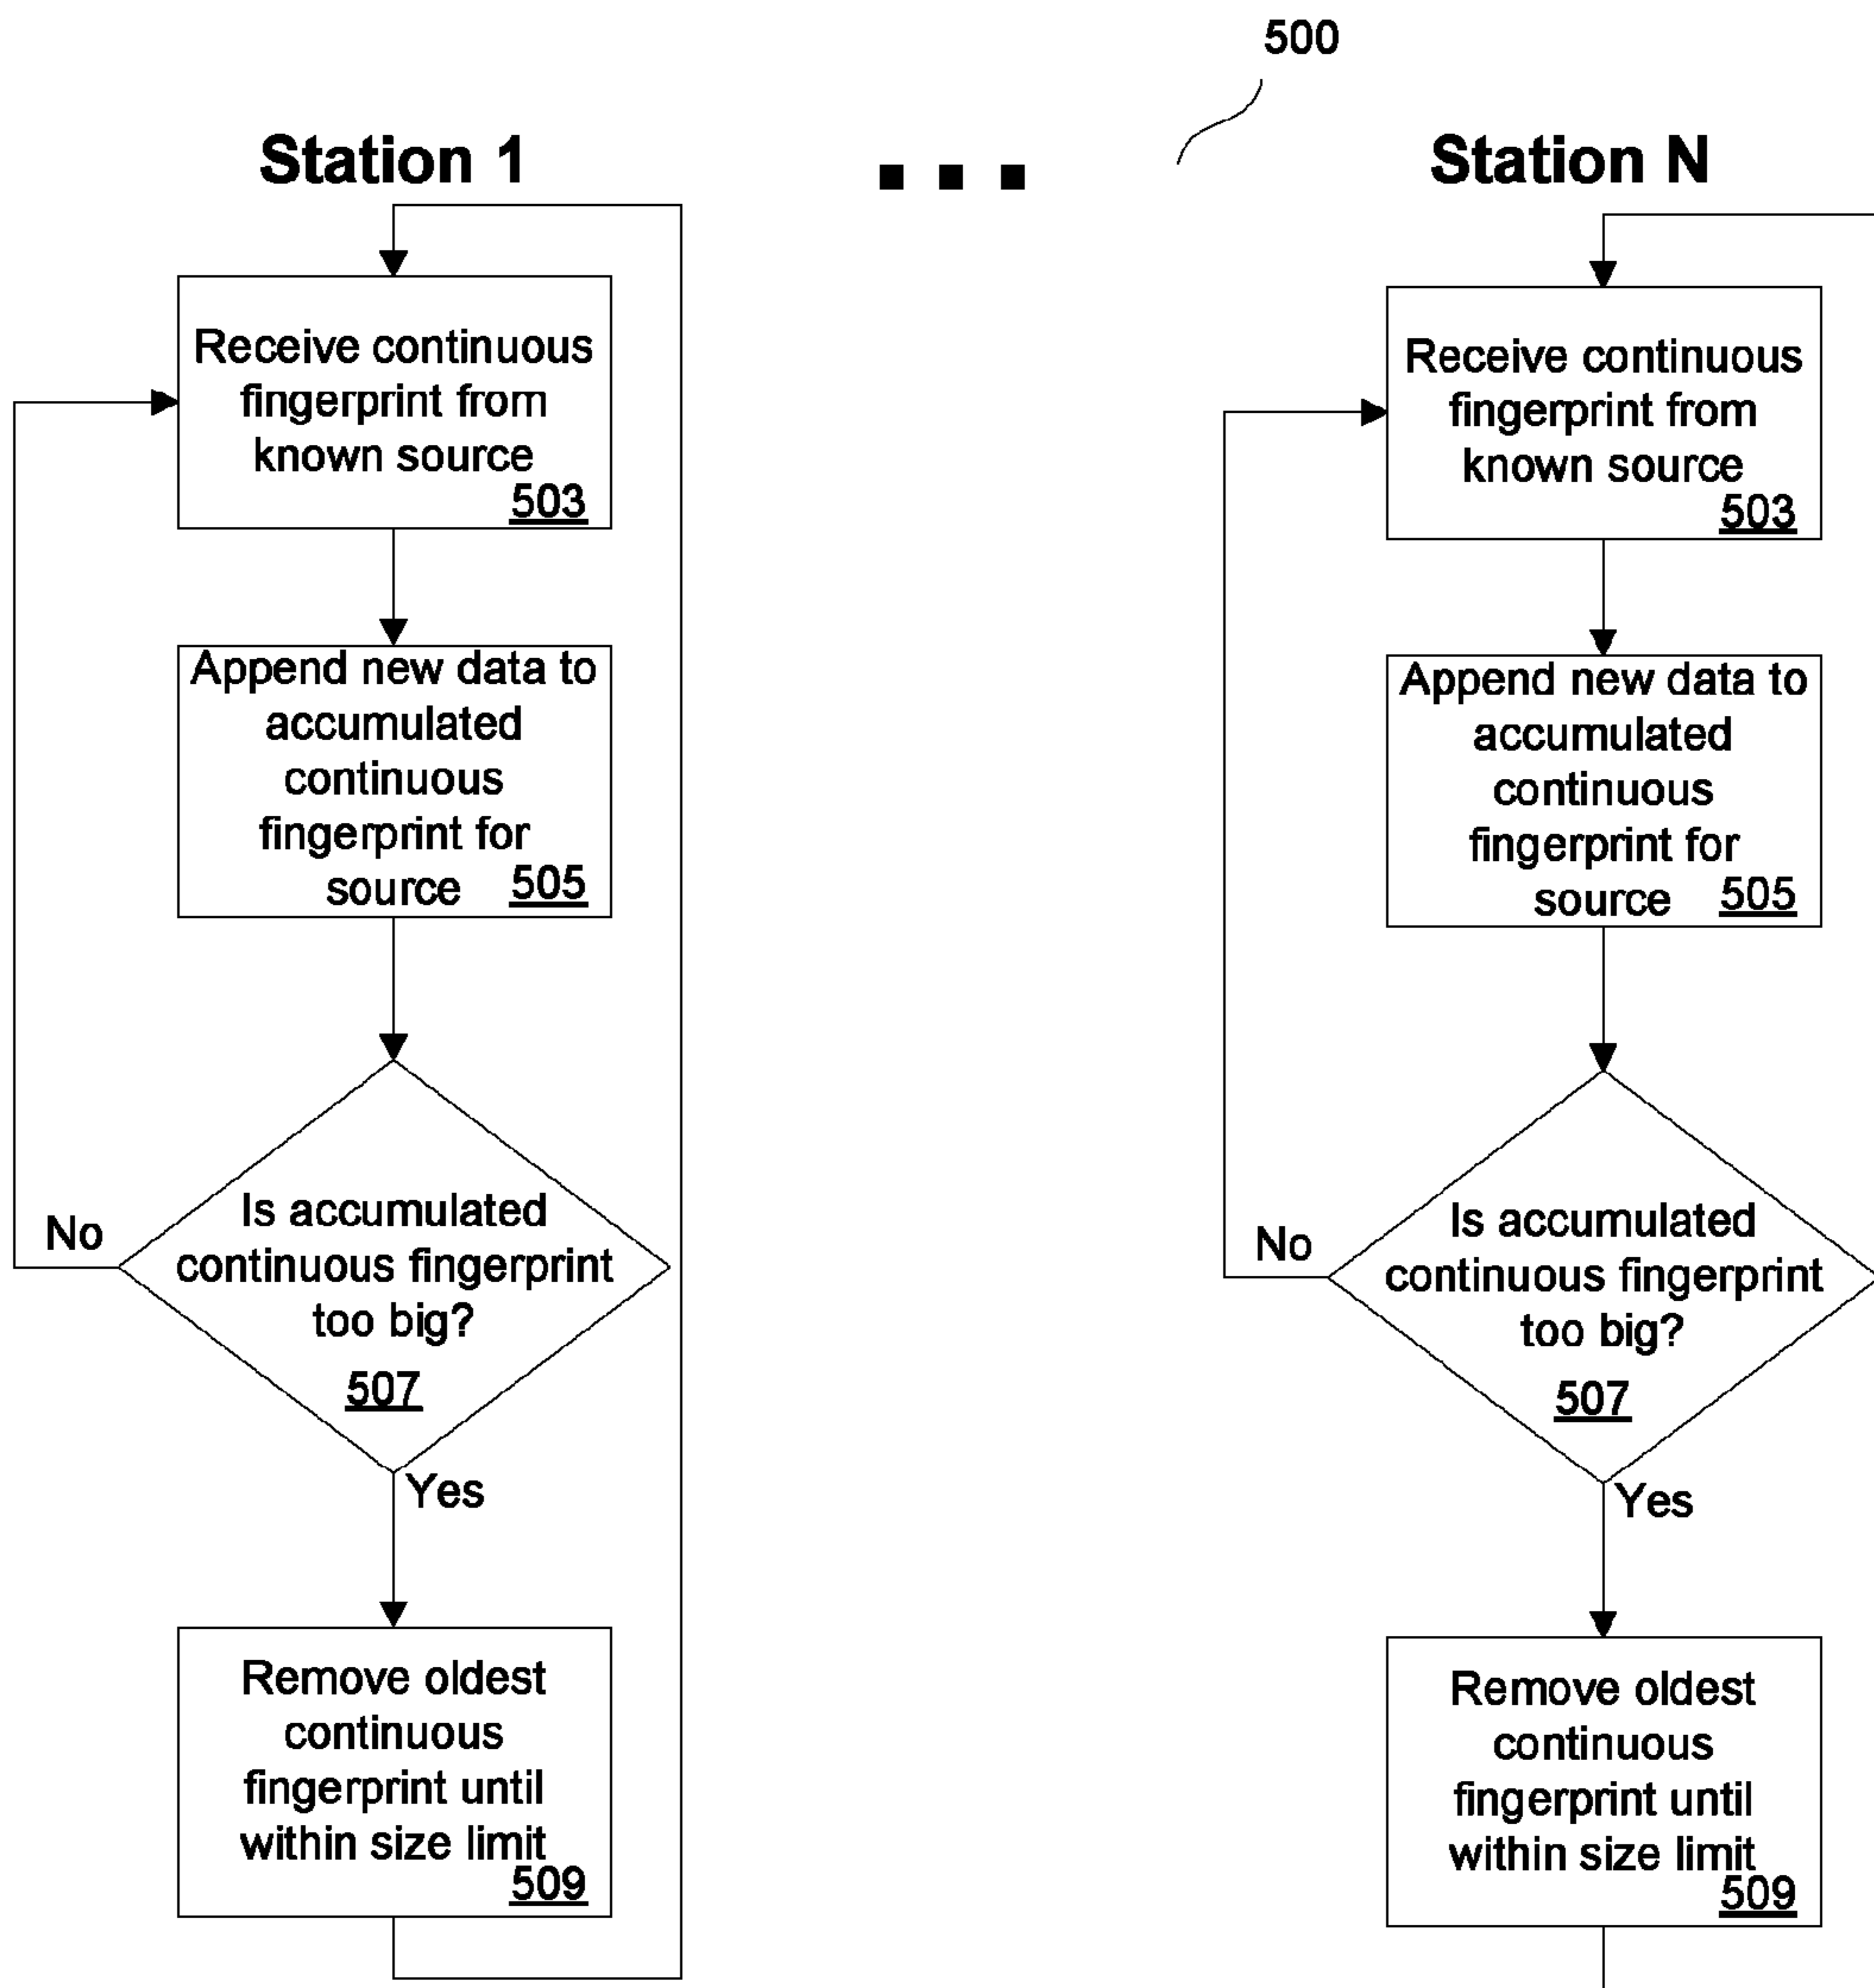 500
Station 1
Station N
Receive continuous
fingerprint from
known source
503
Append new data to
accumulated
continuous
fingerprint for
source 505
Is accumulated
continuous fingerprint
too big?
507
No
Yes
Remove oldest
continuous
fingerprint until
within size limit
509
Receive continuous
fingerprint from
known source
503
Append new data to
accumulated
continuous
fingerprint for
source 505
Is accumulated
continuous fingerprint
too big?
507
No
Yes
Remove oldest
continuous
fingerprint until
within size limit
509